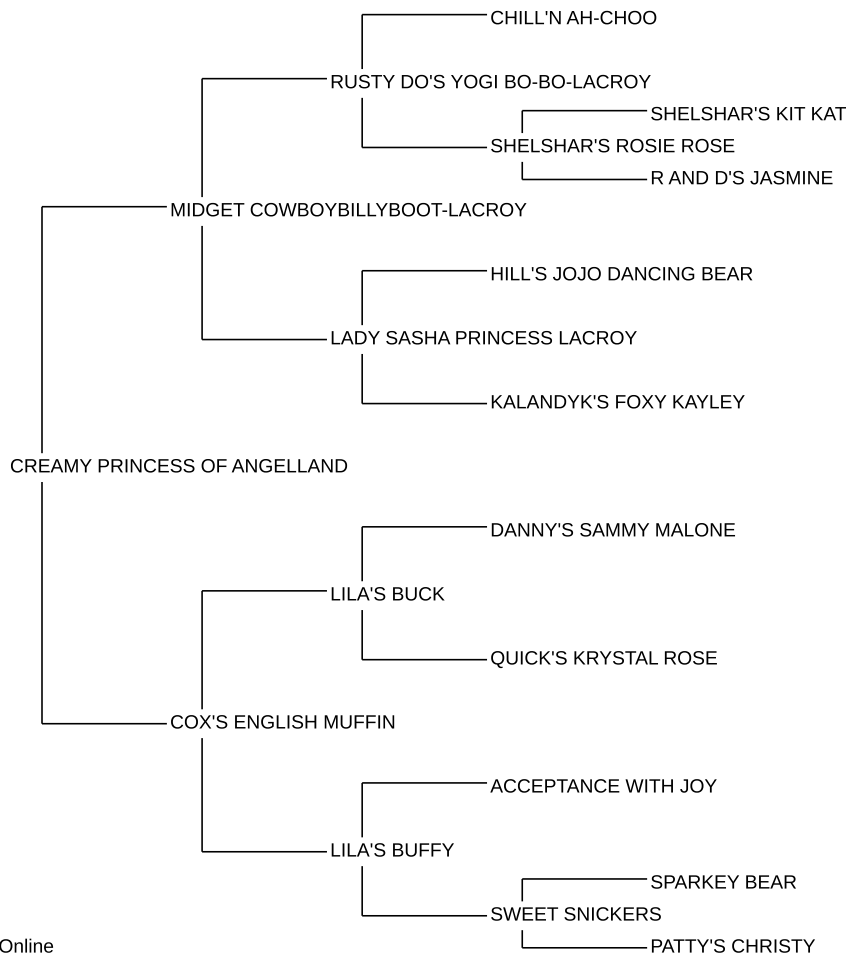 CHILL'N AH-CHOO
RUSTY DO'S YOGI BO-BO-LACROY
SHELSHAR'S KIT KAT
SHELSHAR'S ROSIE ROSE
R AND D'S JASMINE
MIDGET COWBOYBILLYBOOT-LACROY
HILL'S JOJO DANCING BEAR
LADY SASHA PRINCESS LACROY
KALANDYK'S FOXY KAYLEY
CREAMY PRINCESS OF ANGELLAND
DANNY'S SAMMY MALONE
LILA'S BUCK
QUICK'S KRYSTAL ROSE
COX'S ENGLISH MUFFIN
ACCEPTANCE WITH JOY
LILA'S BUFFY
SPARKEY BEAR
SWEET SNICKERS
Online
PATTY'S CHRISTY